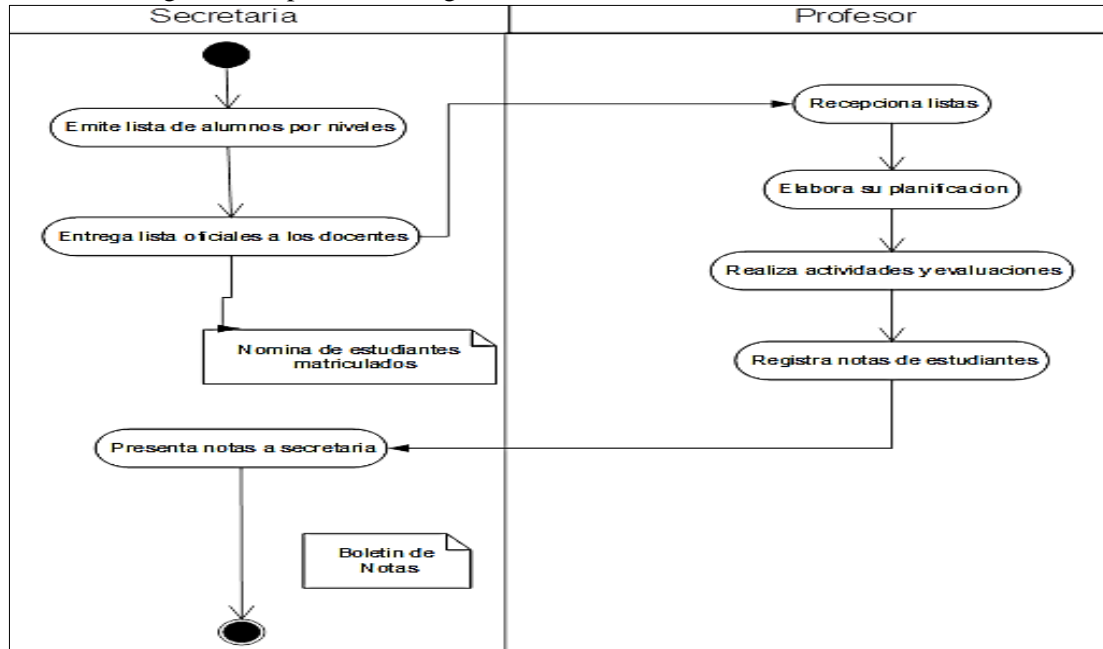 Secretaria
Profesor
Emite lista de alumnos por niveles
Entrega lista oficiales a los docentes
Nomina de estudiantes
matriculados
Recepciona listas
Elabora su planificacion
Realiza actividades y evaluaciones
Registra notas de estudiantes
Presenta notas a secretaria
Boletin de
Notas